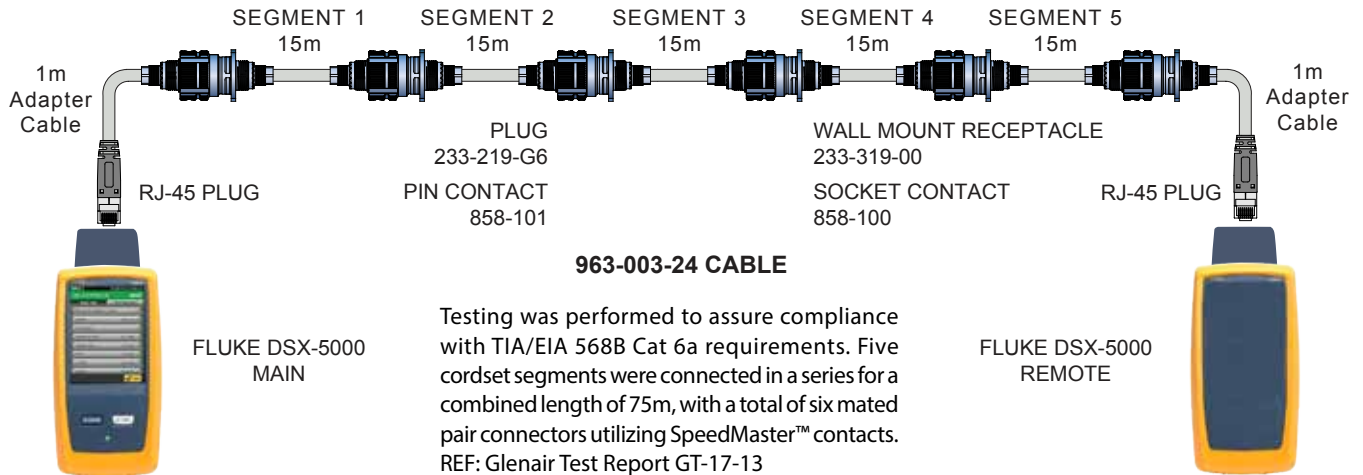 SEGMENT 1
15m
SEGMENT 2
15m
SEGMENT 3
15m
SEGMENT 4
15m
SEGMENT 5
15m
1m
Adapter
Cable
1m
Adapter
Cable
RJ-45 PLUG
PLUG
233-219-G6
PIN CONTACT
858-101
WALL MOUNT RECEPTACLE
233-319-00
SOCKET CONTACT
858-100
RJ-45 PLUG
963-003-24 CABLE
FLUKE DSX-5000
MAIN
Testing was performed to assure compliance
with TIA/EIA 568B Cat 6a requirements. Five
cordset segments were connected in a series for a
combined length of 75m, with a total of six mated
pair connectors utilizing SpeedMaster™ contacts.
REF: Glenair Test Report GT-17-13
FLUKE DSX-5000
REMOTE